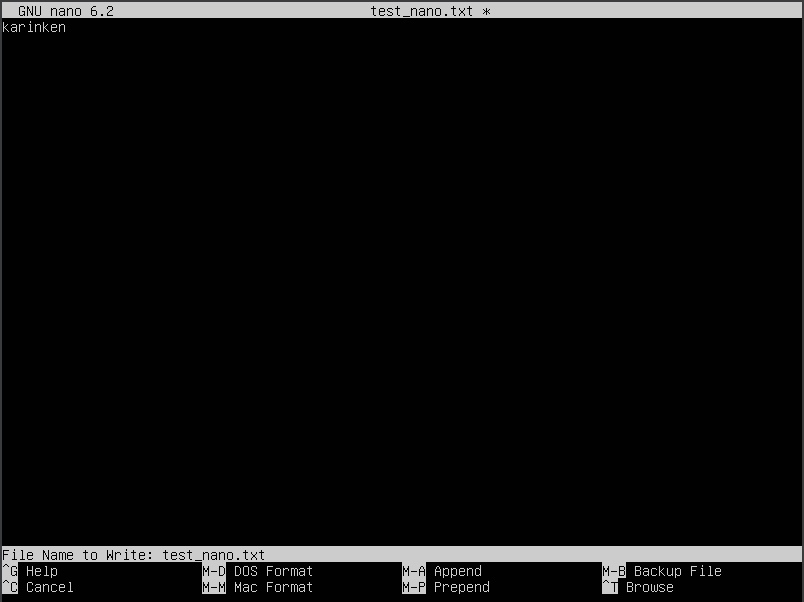 GNU nano 6.2 test_nano.txt *
karinken
File Name to Write: test_nano.txt
^G Help M-D DOS Format M-A Append M-B Backup File
^C Cancel M-M Mac Format M-P Prepend ^T Browse